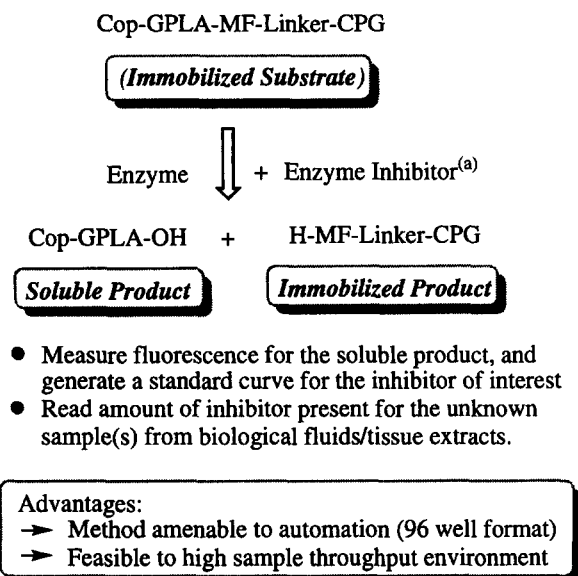 Cop-GPLA-MF-Linker-CPG
(Immobilized Substrate)
Enzyme + Enzyme Inhibitor(a)
Cop-GPLA-OH + H-MF-Linker-CPG
Soluble Product Immobilized Product
● Measure fluorescence for the soluble product, and
generate a standard curve for the inhibitor of interest
● Read amount of inhibitor present for the unknown
sample(s) from biological fluids/tissue extracts.
Advantages:
→ Method amenable to automation (96 well format)
→ Feasible to high sample throughput environment